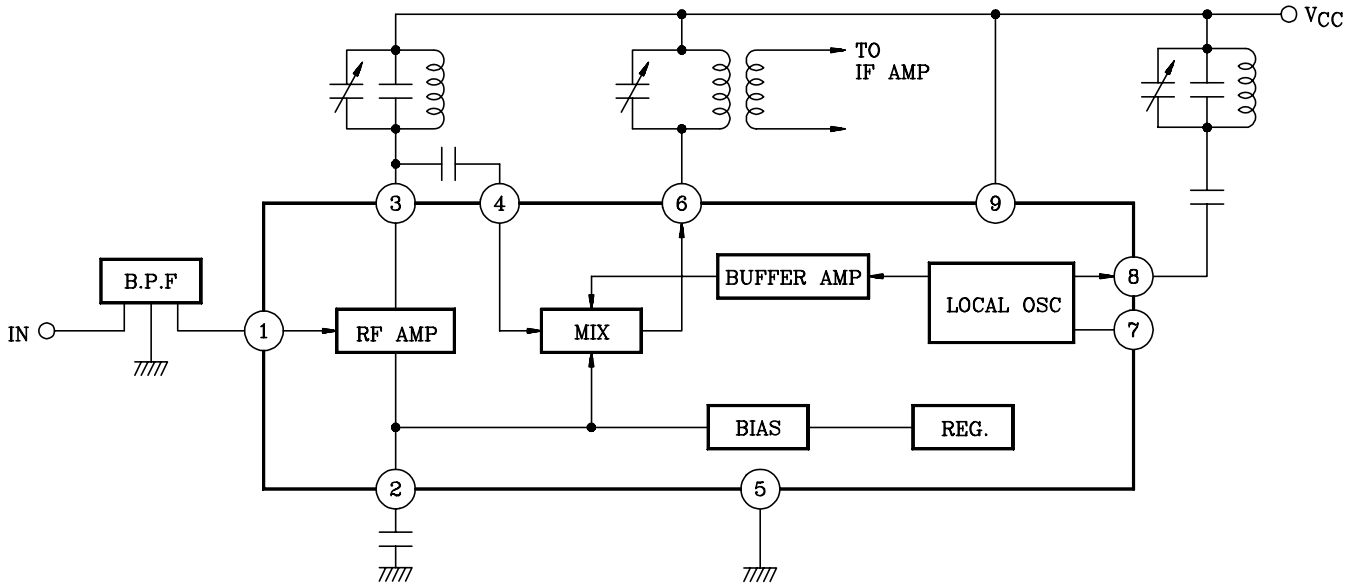 VCC
TO
IF AMP
3
4
6
9
B.P.F
BUFFER AMP
8
LOCAL OSC
IN
1
RF AMP
MIX
7
BIAS
REG.
2
5